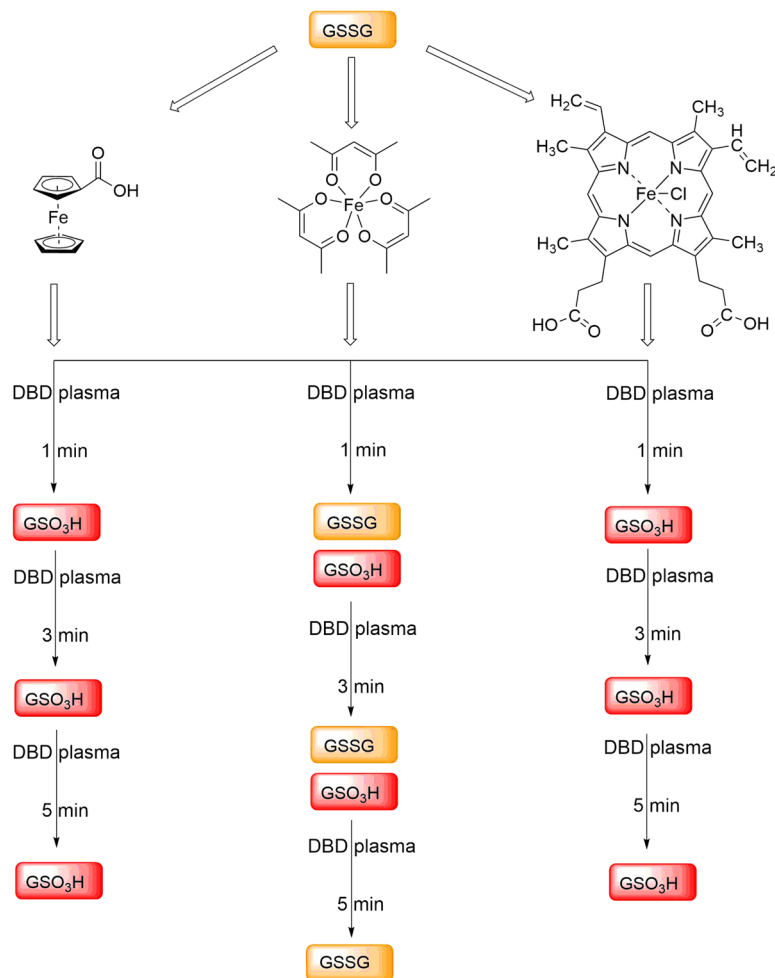 GSSG
O
OH
Fe
O O
O Fe O
O O
H₂C
CH₃
H
CH₃
CH₂
N N
Fe Cl
N N
CH₃
CH₃
HO C O
C OH
O
DBD plasma
DBD plasma
DBD plasma
1 min
1 min
1 min
GSO₃H
GSSG
GSO₃H
GSO₃H
DBD plasma
DBD plasma
DBD plasma
3 min
3 min
3 min
GSO₃H
GSSG
GSO₃H
GSO₃H
DBD plasma
DBD plasma
DBD plasma
5 min
5 min
5 min
GSO₃H
GSSG
GSO₃H